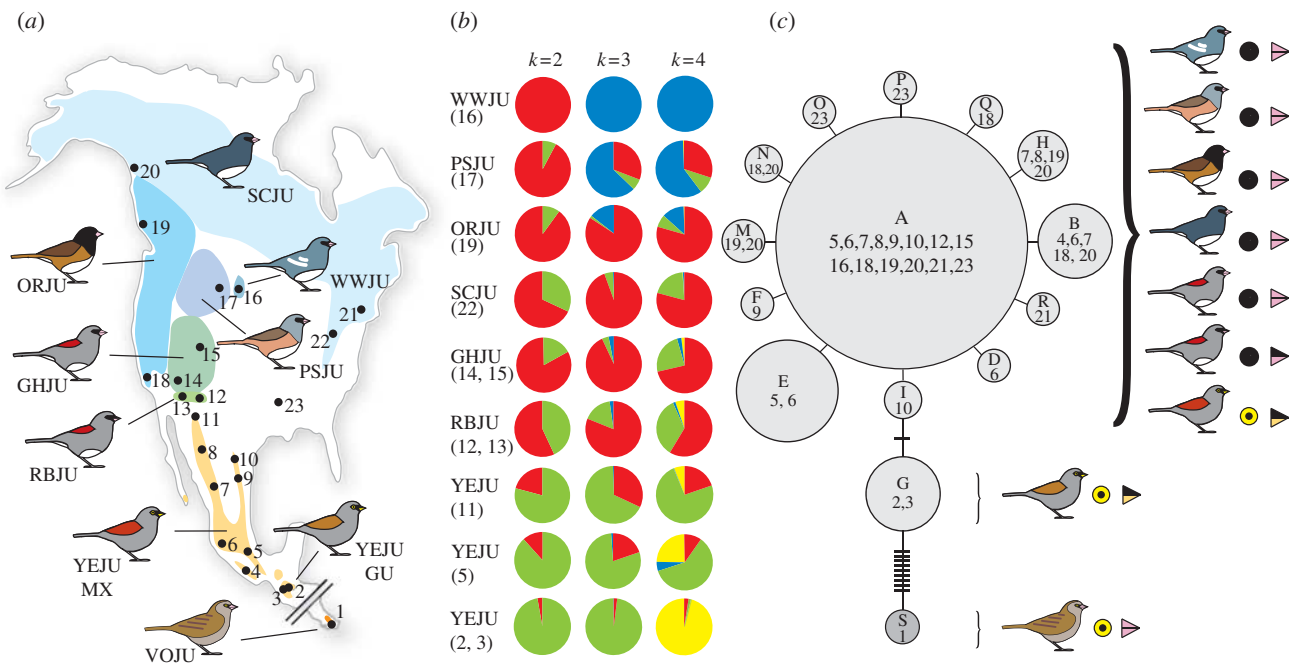 (a)
20
SCJU
19
ORJU
17
16
WWJU
21
22
15
PSJU
GHJU
14
18
13
12
23
11
RBJU
8
10
9
7
YEJU
MX
6
5
4
YEJU
GU
3
2
1
VOJU
(b)
k=2 k=3 k=4
WWJU
(16)
PSJU
(17)
ORJU
(19)
SCJU
(22)
GHJU
(14, 15)
RBJU
(12, 13)
YEJU
(11)
YEJU
(5)
YEJU
(2, 3)
(c)
P
23
O
23
Q
18
N
18,20
H
7,8,19
20
M
19,20
A
5,6,7,8,9,10,12,15
16,18,19,20,21,23
B
4,6,7
18, 20
F
9
R
21
D
6
E
5, 6
I
10
G
2,3
S
1